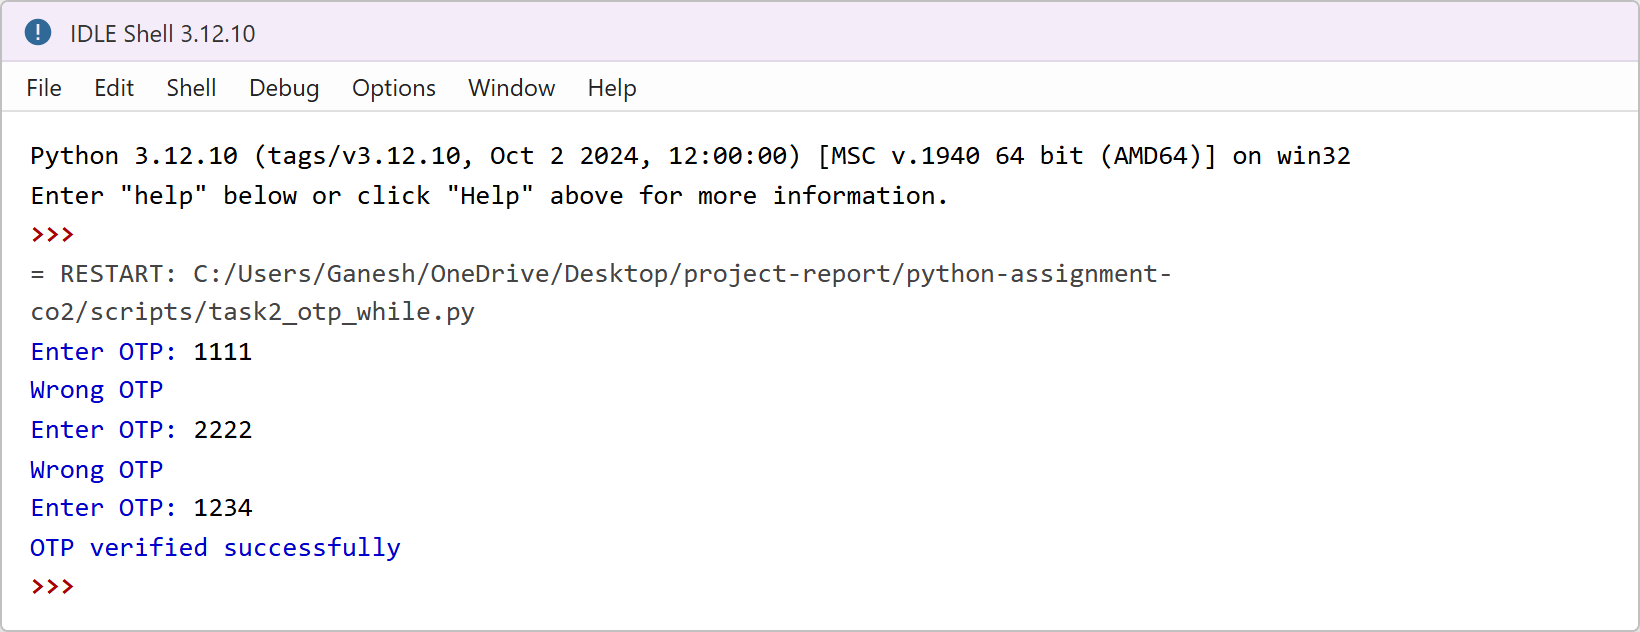 IDLE Shell 3.12.10
File Edit Shell Debug Options Window Help
Python 3.12.10 (tags/v3.12.10, Oct 2 2024, 12:00:00) [MSC v.1940 64 bit (AMD64)] on win32
Enter "help" below or click "Help" above for more information.
>>>
= RESTART: C:/Users/Ganesh/OneDrive/Desktop/project-report/python-assignment-
co2/scripts/task2_otp_while.py
Enter OTP: 1111
Wrong OTP
Enter OTP: 2222
Wrong OTP
Enter OTP: 1234
OTP verified successfully
>>>